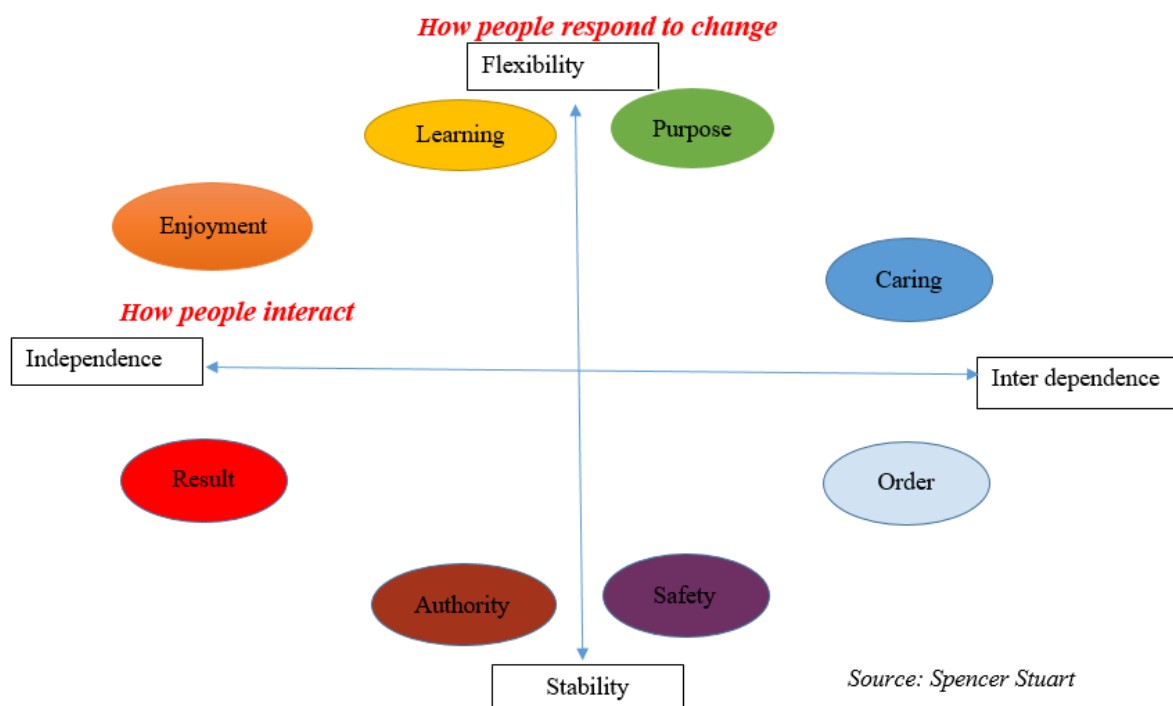 How people respond to change
Flexibility
Learning
Purpose
Enjoyment
Caring
How people interact
Independence
Inter dependence
Result
Order
Authority
Safety
Stability
Source: Spencer Stuart